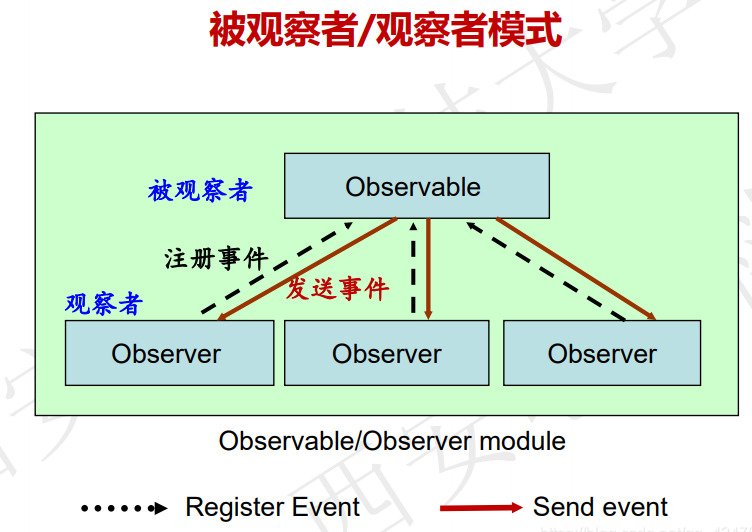 被观察者/观察者模式
被观察者
Observable
注册事件
发送事件
观察者
Observer
Observer
Observer
Observable/Observer module
Register Event
Send event